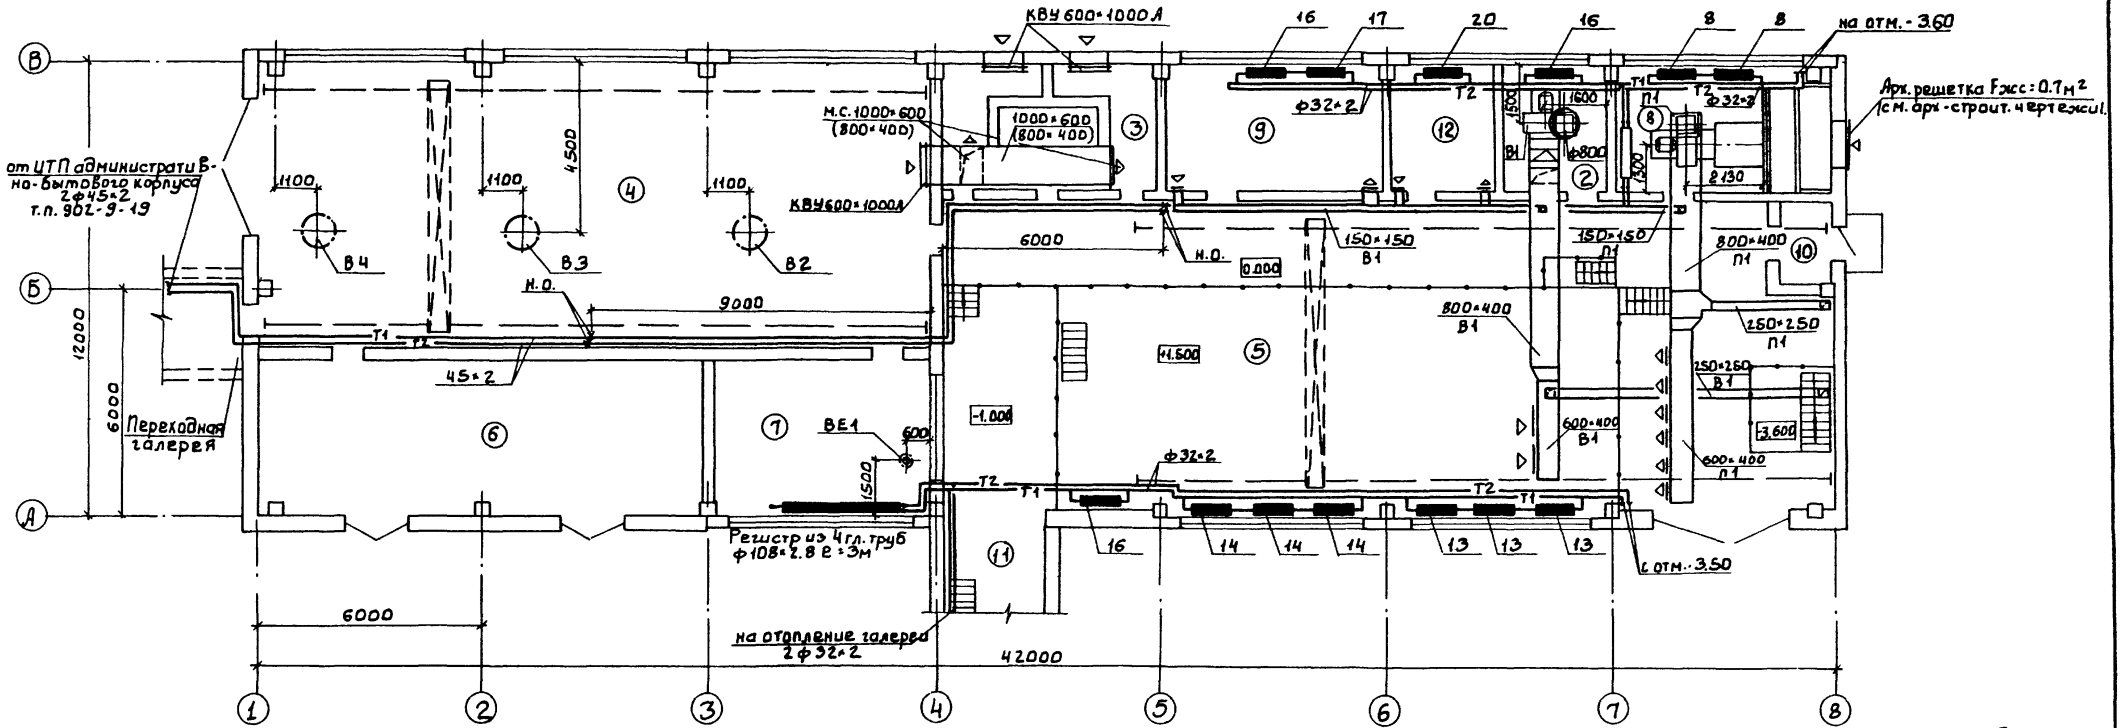 КВУ 600×1000 А
16
17
20
16
8
8
на отм. - 3.60
В
Арх. решетка Fжс=0.7м²
(см. арх-строит. чертежи).
М.С. 1000×600
(800×400)
1000×600
(800×400)
3
9
12
ф32×2
Т2
Т1
Т2
ф32×2
1500
1600
П1
8
В1
ф800
2
1300
2130
4500
от ЦТП административ-
но-бытового корпуса
2ф45×2
т.п. 902-9-19
1100
1100
1100
4
КВУ 600×1000А
В4
В3
В2
6000
Н.О.
150×150
В1
150×150
П1
800×400
П1
10
0.000
Б
Н.О.
9000
800×400
В1
250×250
П1
12000
6000
Т1
Т2
45×2
+1.500
5
250×250
В1
-1.000
Переходная
галерея
6
7
ВЕ1
600
1500
600×400
В1
-3.600
600×400
П1
ф32×2
Т2
Т1
Т2
Т1
А
Регистр из 4 гл. труб
ф108×2.8 ℓ=3м
11
16
14
14
14
13
13
13
с отм. -3.50
6000
на отопление галереи
2ф32×2
42000
1
2
3
4
5
6
7
8